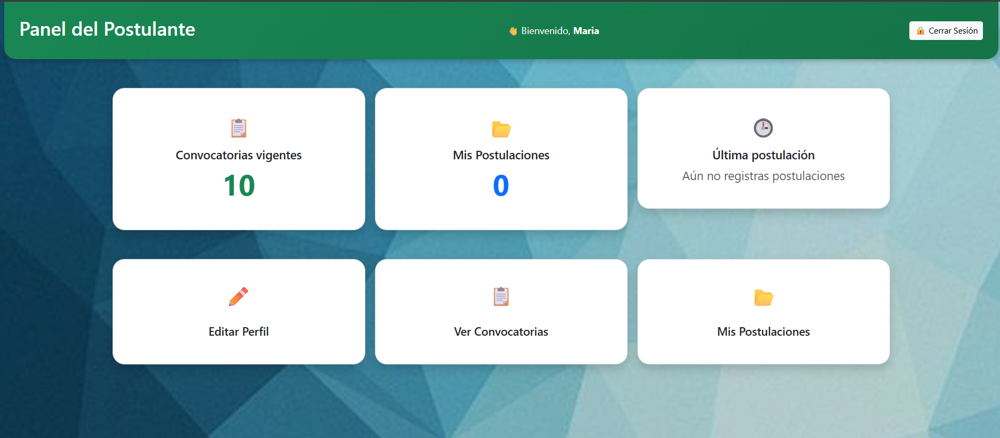 Panel del Postulante
👋 Bienvenido, Maria
🔒 Cerrar Sesión
Convocatorias vigentes
10
Mis Postulaciones
0
Última postulación
Aún no registras postulaciones
Editar Perfil
Ver Convocatorias
Mis Postulaciones